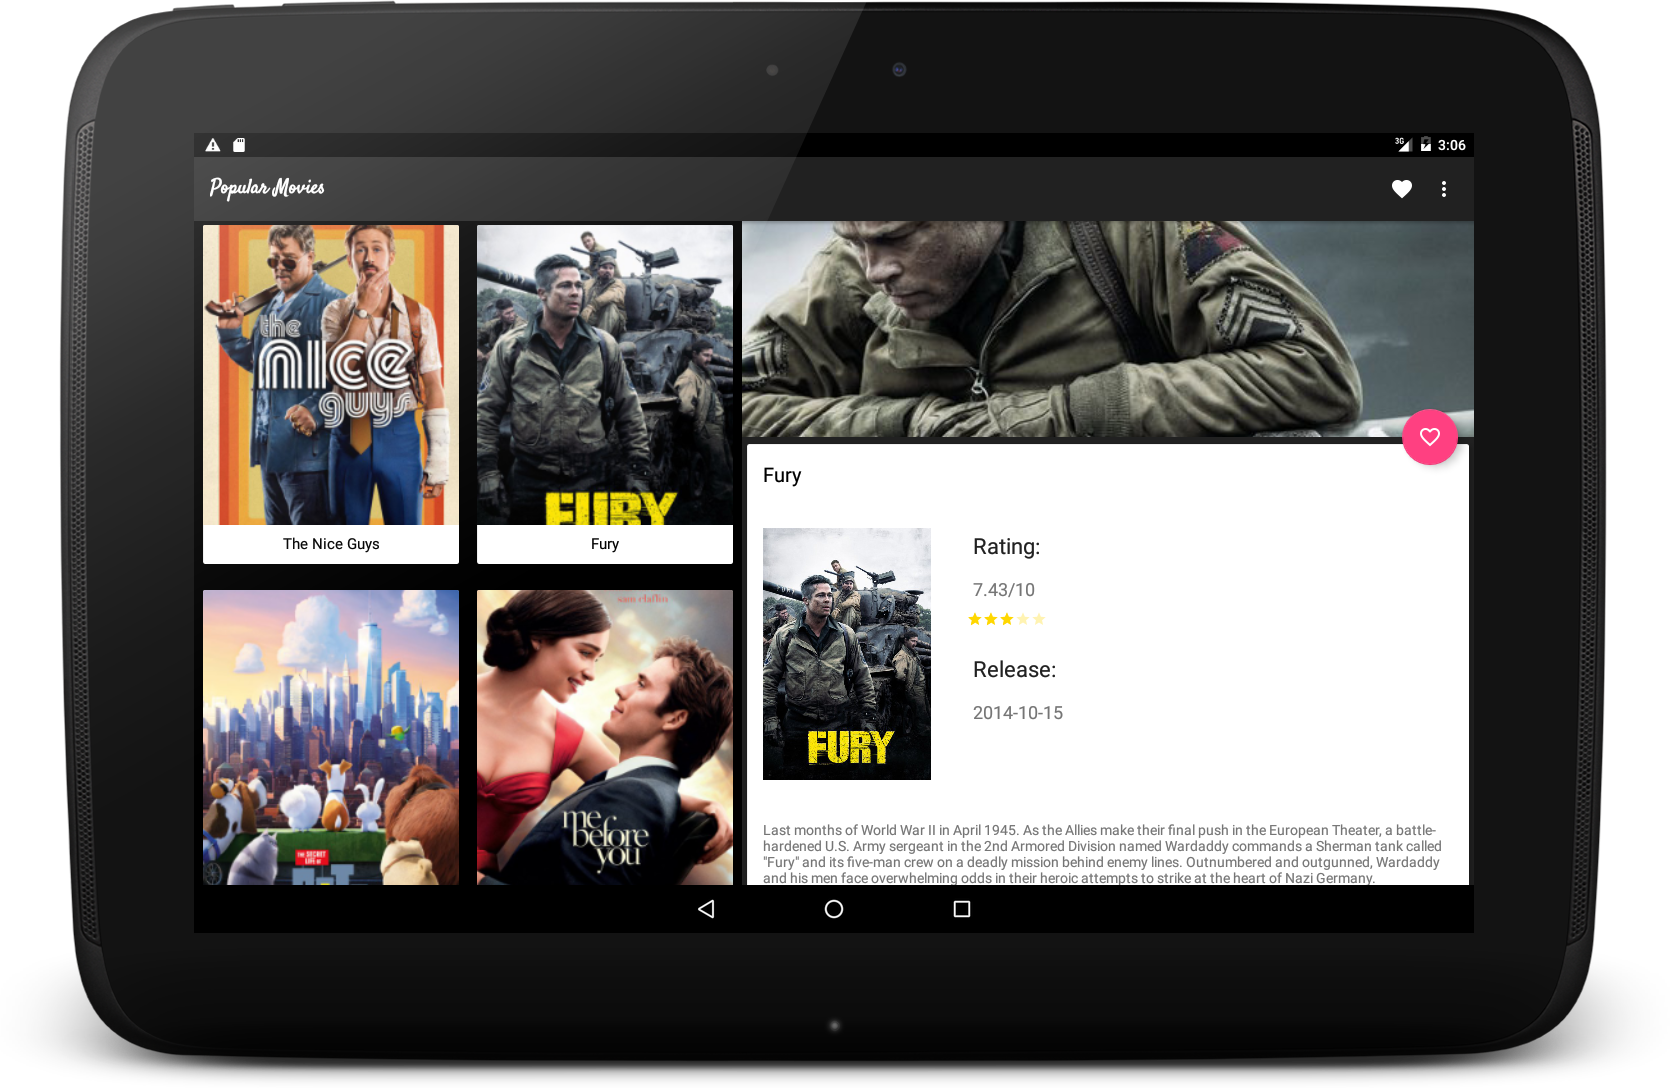 3G
3:06
Popular Movies
the
nice
guys
The Nice Guys
FURY
Fury
THE SECRET
LIFE OF
sam claflin
me
before
you
Fury
FURY
Rating:
7.43/10
Release:
2014-10-15
Last months of World War II in April 1945. As the Allies make their final push in the European Theater, a battle-
hardened U.S. Army sergeant in the 2nd Armored Division named Wardaddy commands a Sherman tank called
"Fury" and its five-man crew on a deadly mission behind enemy lines. Outnumbered and outgunned, Wardaddy
and his men face overwhelming odds in their heroic attempts to strike at the heart of Nazi Germany.